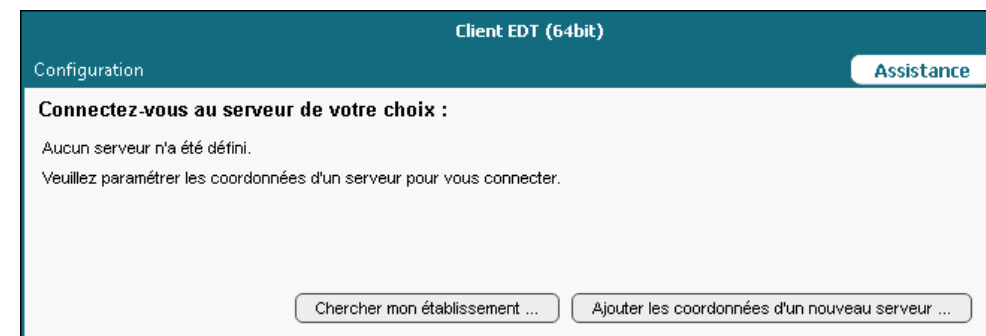 Client EDT (64bit)
Configuration
Assistance
Connectez-vous au serveur de votre choix :
Aucun serveur n'a été défini.
Veuillez paramétrer les coordonnées d'un serveur pour vous connecter.
Chercher mon établissement ...
Ajouter les coordonnées d'un nouveau serveur ...